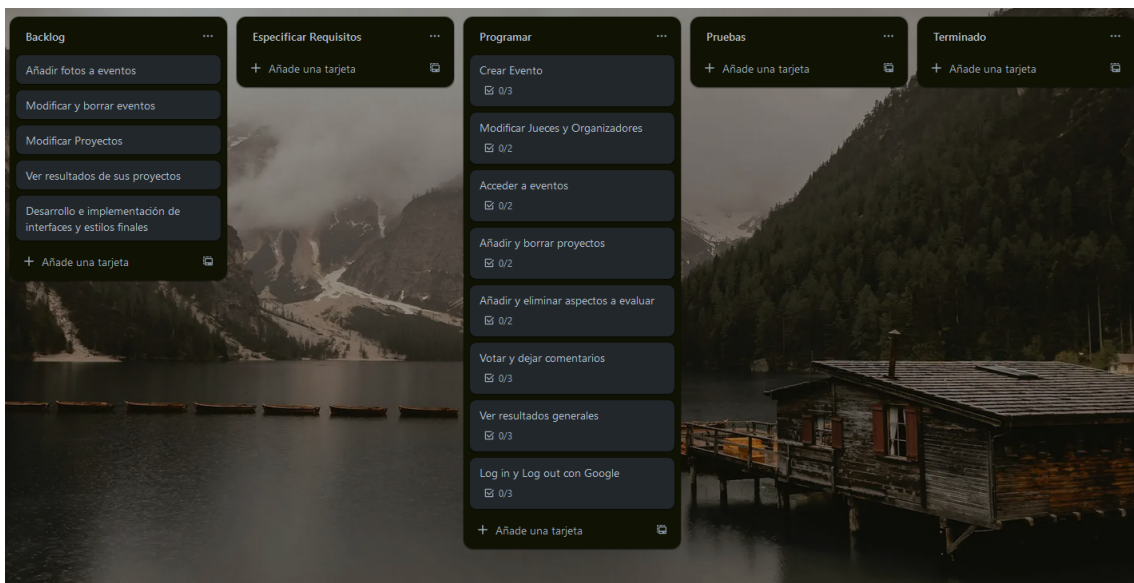 Backlog
Añadir fotos a eventos
Modificar y borrar eventos
Modificar Proyectos
Ver resultados de sus proyectos
Desarrollo e implementación de
interfaces y estilos finales
Añade una tarjeta
Especificar Requisitos
Añade una tarjeta
Programar
Crear Evento
0/3
Modificar Jueces y Organizadores
0/2
Acceder a eventos
0/2
Añadir y borrar proyectos
0/2
Añadir y eliminar aspectos a evaluar
0/2
Votar y dejar comentarios
0/3
Ver resultados generales
0/3
Log in y Log out con Google
0/3
Añade una tarjeta
Pruebas
Añade una tarjeta
Terminado
Añade una tarjeta